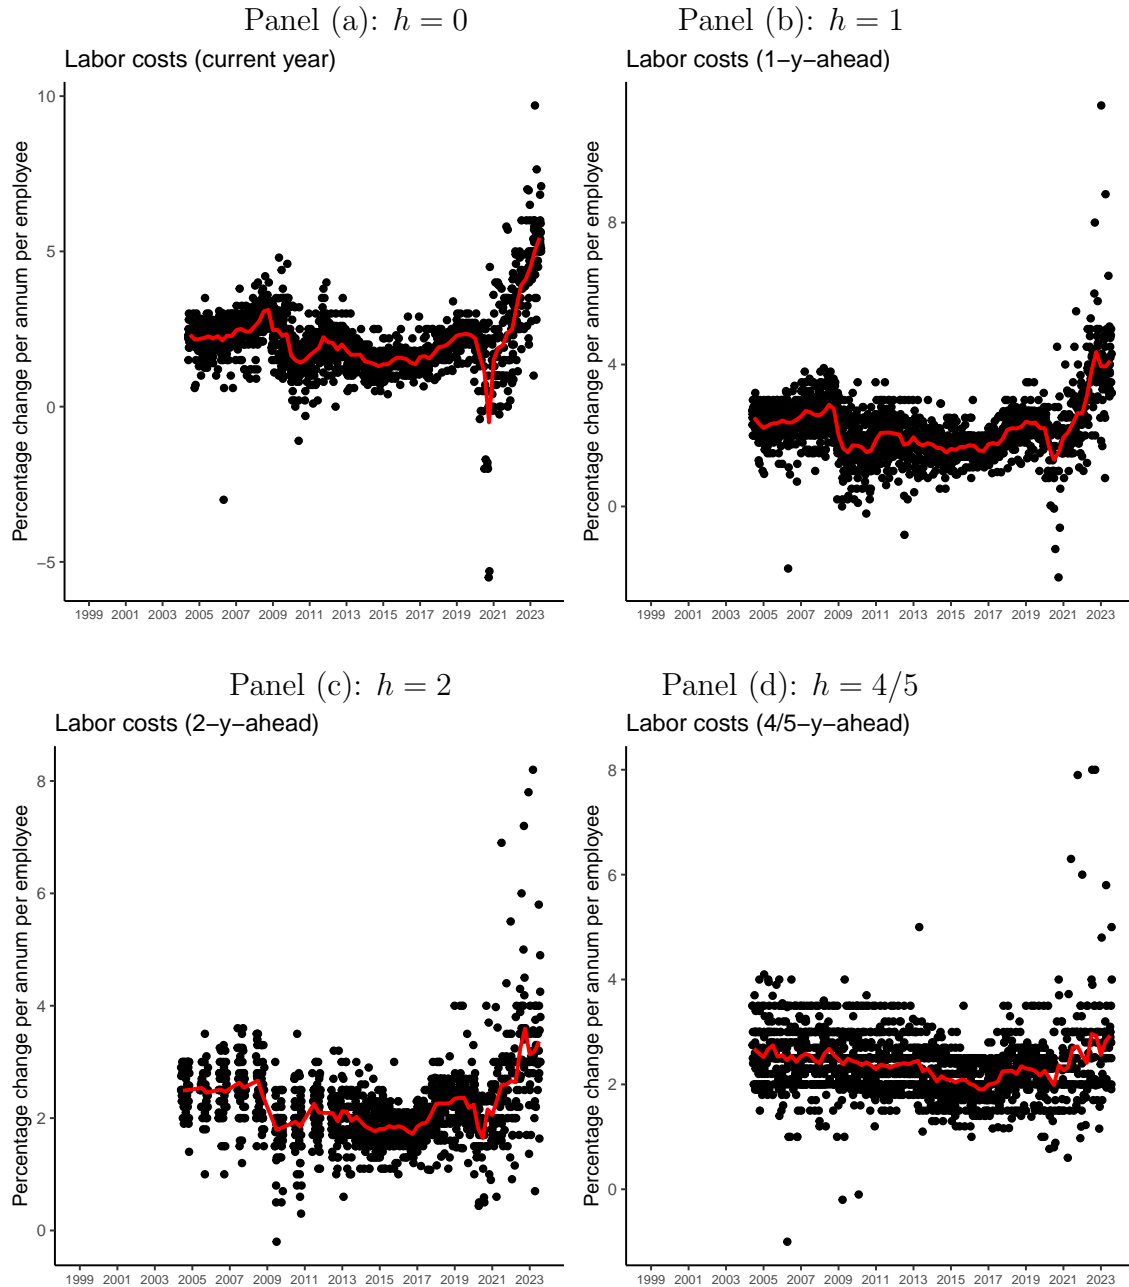 Panel (a): h = 0
Labor costs (current year)
Percentage change per annum per employee
10
5
0
−5
1999 2001 2003 2005 2007 2009 2011 2013 2015 2017 2019 2021 2023
Panel (b): h = 1
Labor costs (1−y−ahead)
Percentage change per annum per employee
8
4
0
1999 2001 2003 2005 2007 2009 2011 2013 2015 2017 2019 2021 2023
Panel (c): h = 2
Labor costs (2−y−ahead)
Percentage change per annum per employee
8
6
4
2
0
1999 2001 2003 2005 2007 2009 2011 2013 2015 2017 2019 2021 2023
Panel (d): h = 4/5
Labor costs (4/5−y−ahead)
Percentage change per annum per employee
8
6
4
2
0
1999 2001 2003 2005 2007 2009 2011 2013 2015 2017 2019 2021 2023